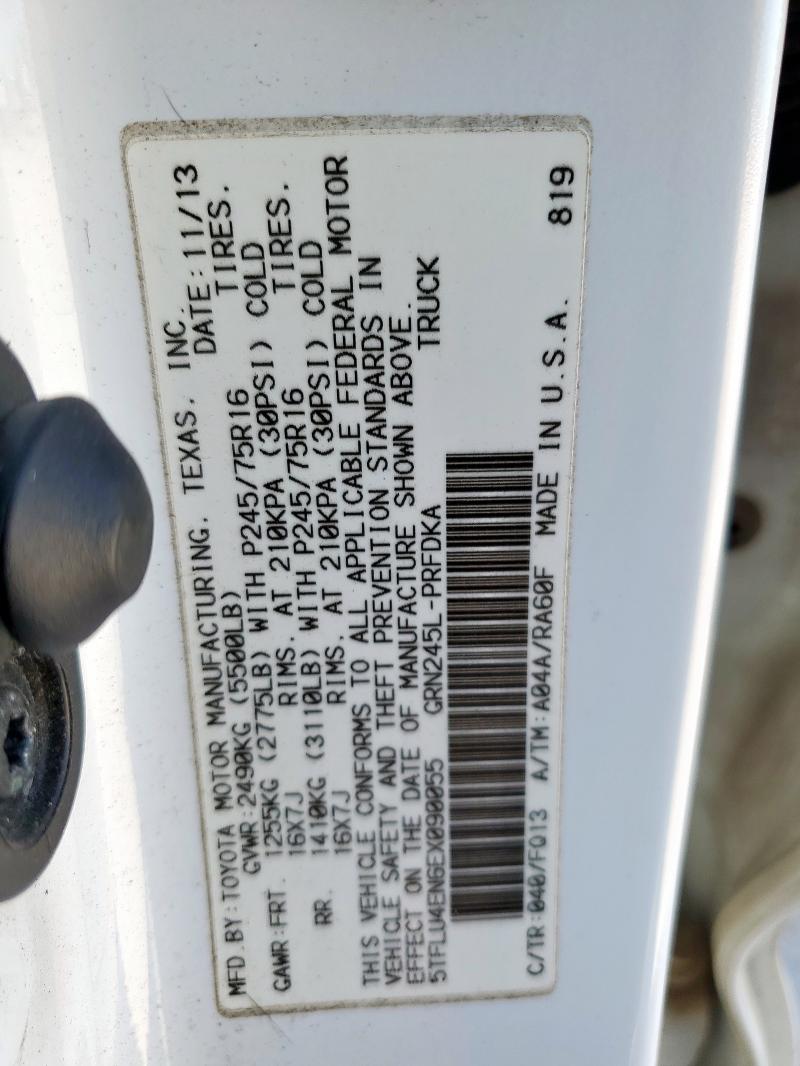 MFD.BY:TOYOTA MOTOR MANUFACTURING, TEXAS, INC.
GVWR:2490KG (5500LB) DATE:11/13
GAWR:FRT. 1255KG (2775LB) WITH P245/75R16 TIRES.
16X7J RIMS. AT 210KPA (30PSI) COLD
RR. 1410KG (3110LB) WITH P245/75R16 TIRES.
16X7J RIMS. AT 210KPA (30PSI) COLD
THIS VEHICLE CONFORMS TO ALL APPLICABLE FEDERAL MOTOR
VEHICLE SAFETY AND THEFT PREVENTION STANDARDS IN
EFFECT ON THE DATE OF MANUFACTURE SHOWN ABOVE.
5TFLU4EN6EX090055 GRN245L-PRFDKA TRUCK
C/TR:040/FQ13 A/TM:A04A/RA60F MADE IN U.S.A. 819